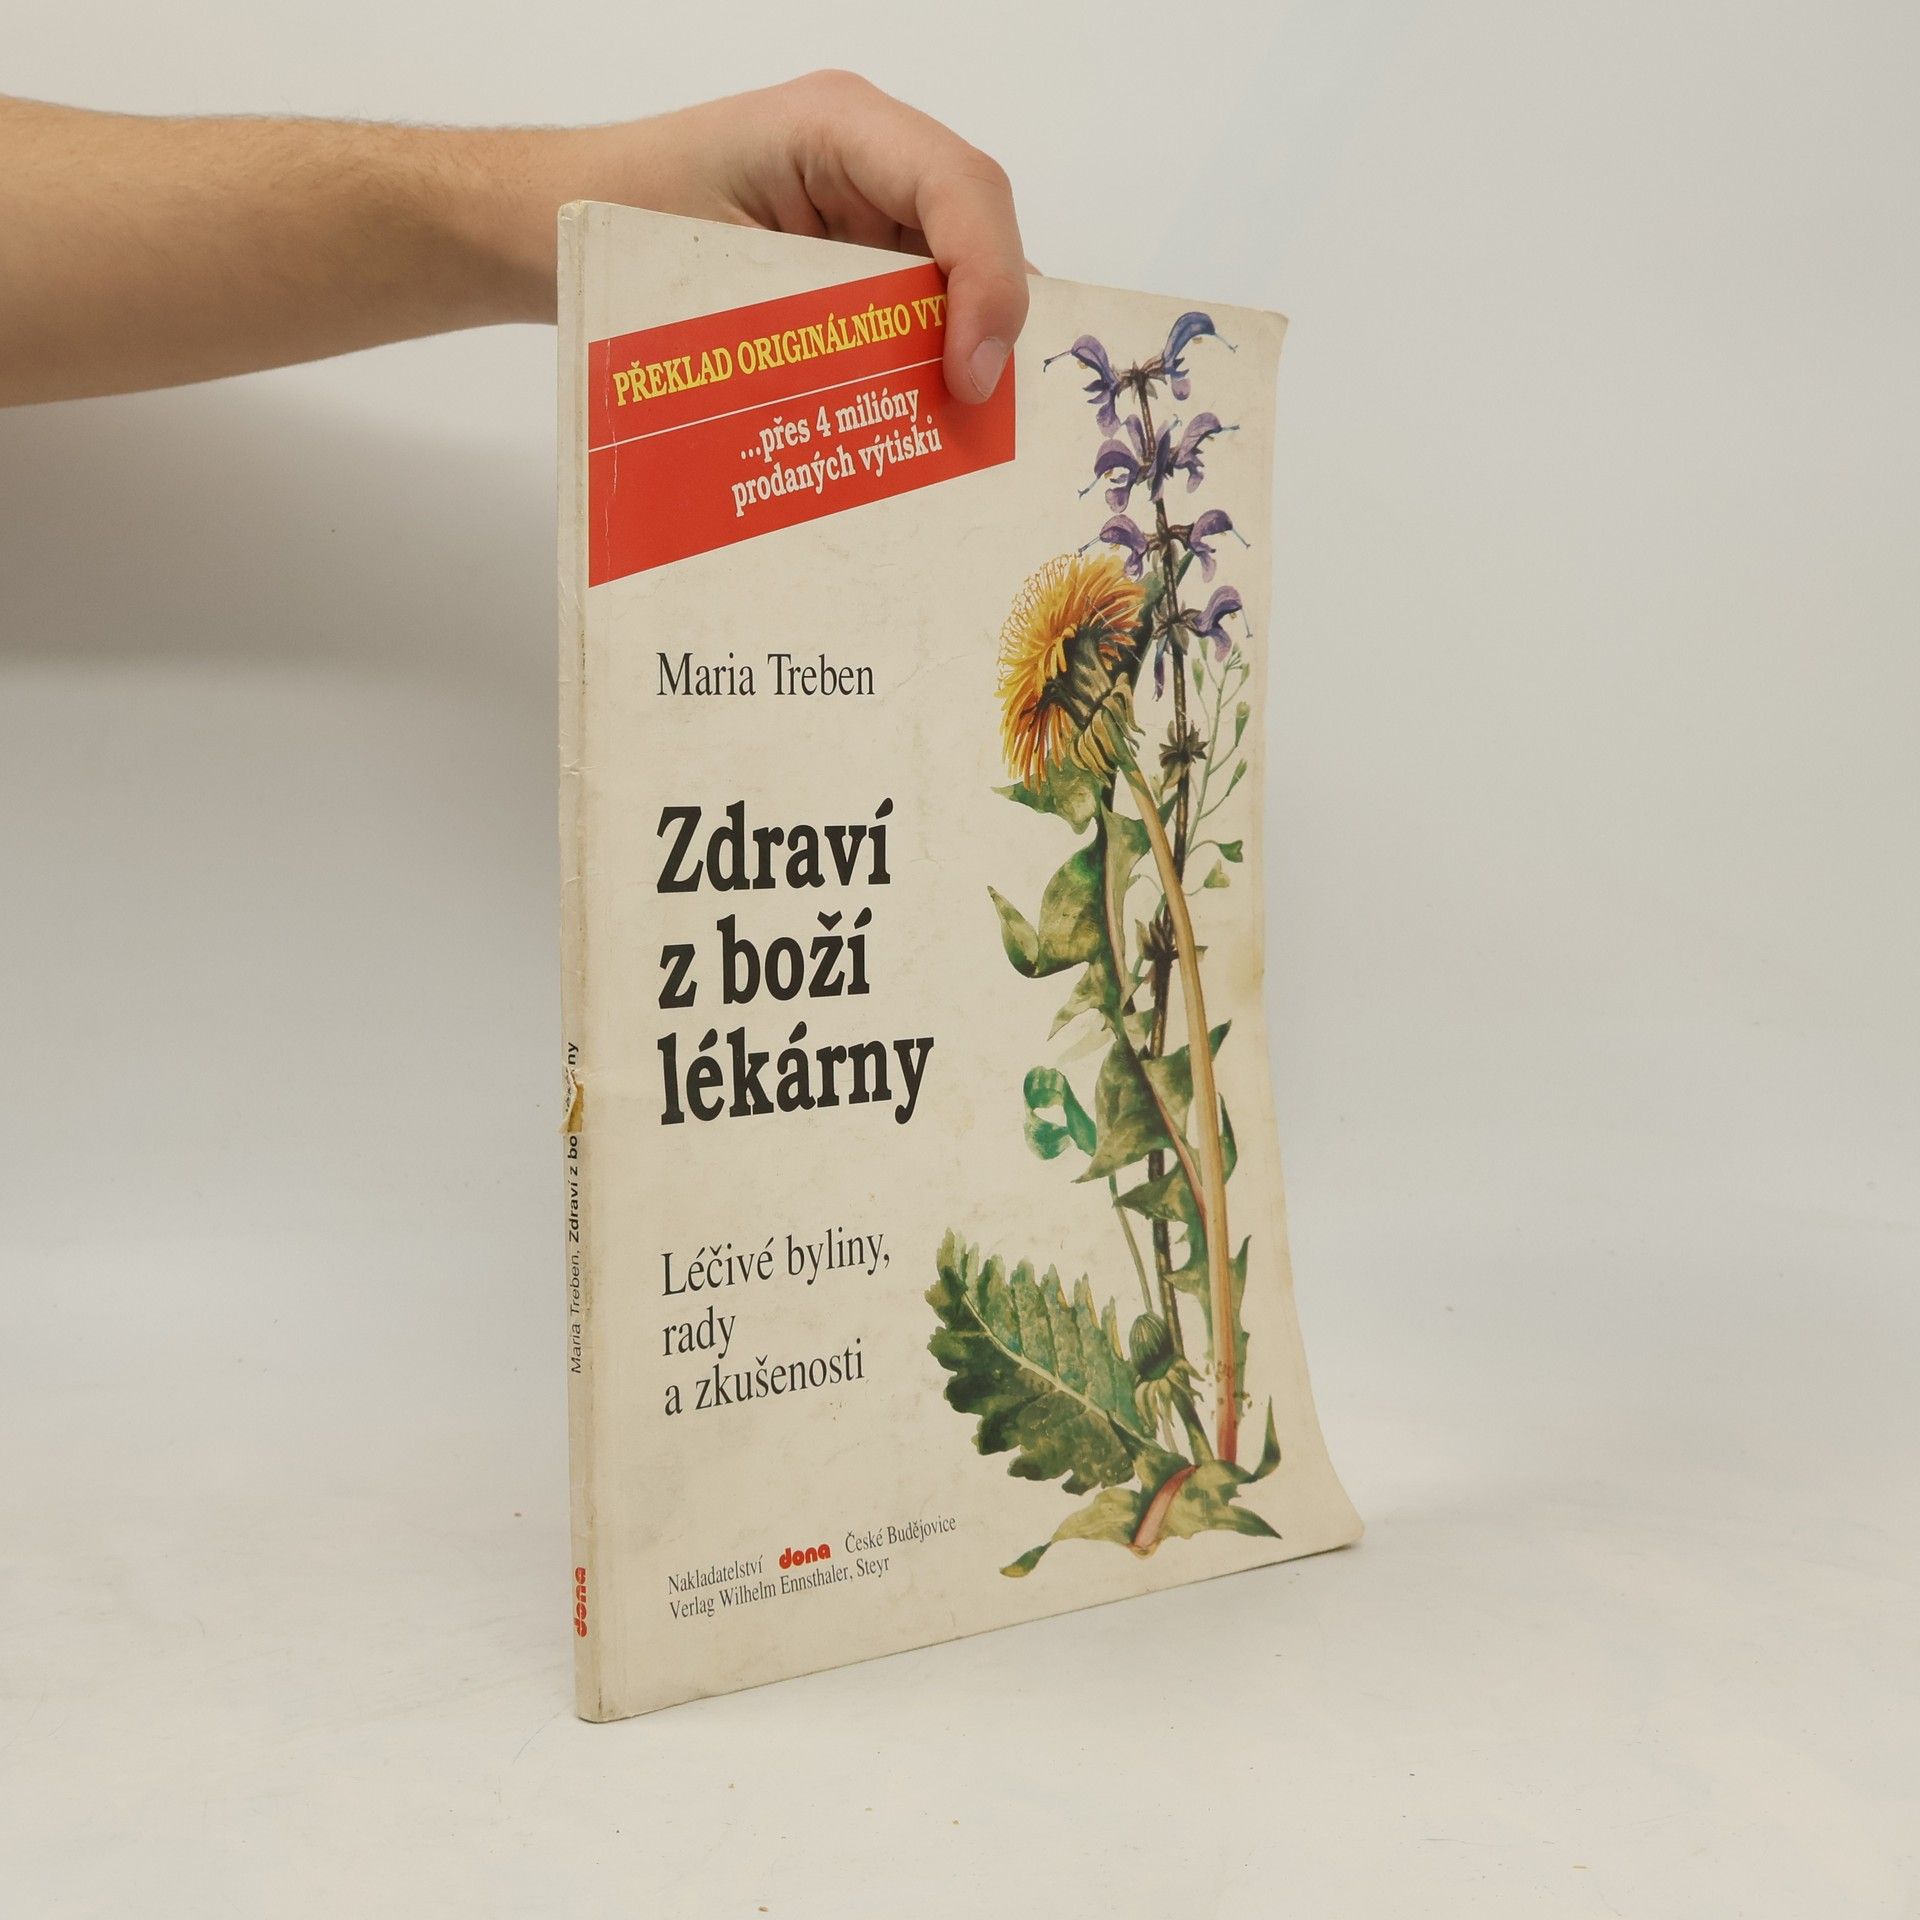 PŘEKLAD ORIGINÁLNÍHO
...přes 4 milióny
prodaných výtisků
Maria Treben
Zdraví
z boží
lékárny
Léčivé byliny,
rady
a zkušenosti
Nakladatelství dona České Budějovice
Verlag Wilhelm Ennsthaler, Steyr
Maria Treben, Zdraví z bo ny
dona